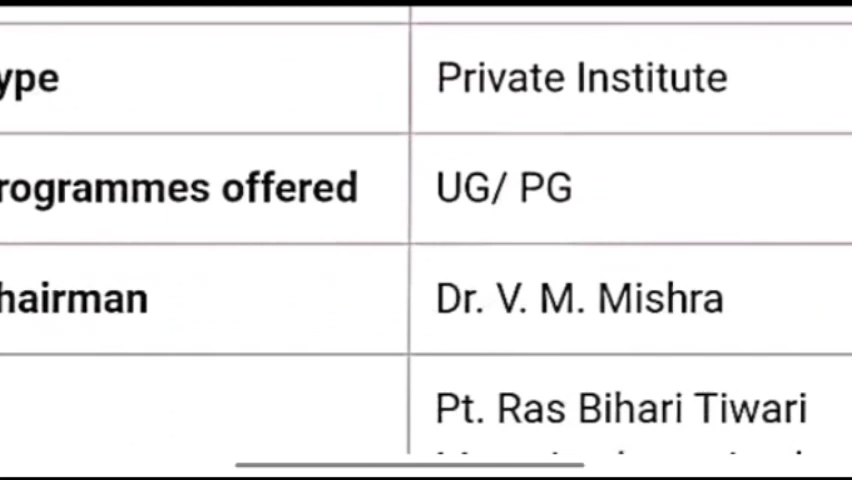 ype Private Institute
rogrammes offered UG/ PG
hairman Dr. V. M. Mishra
Pt. Ras Bihari Tiwari